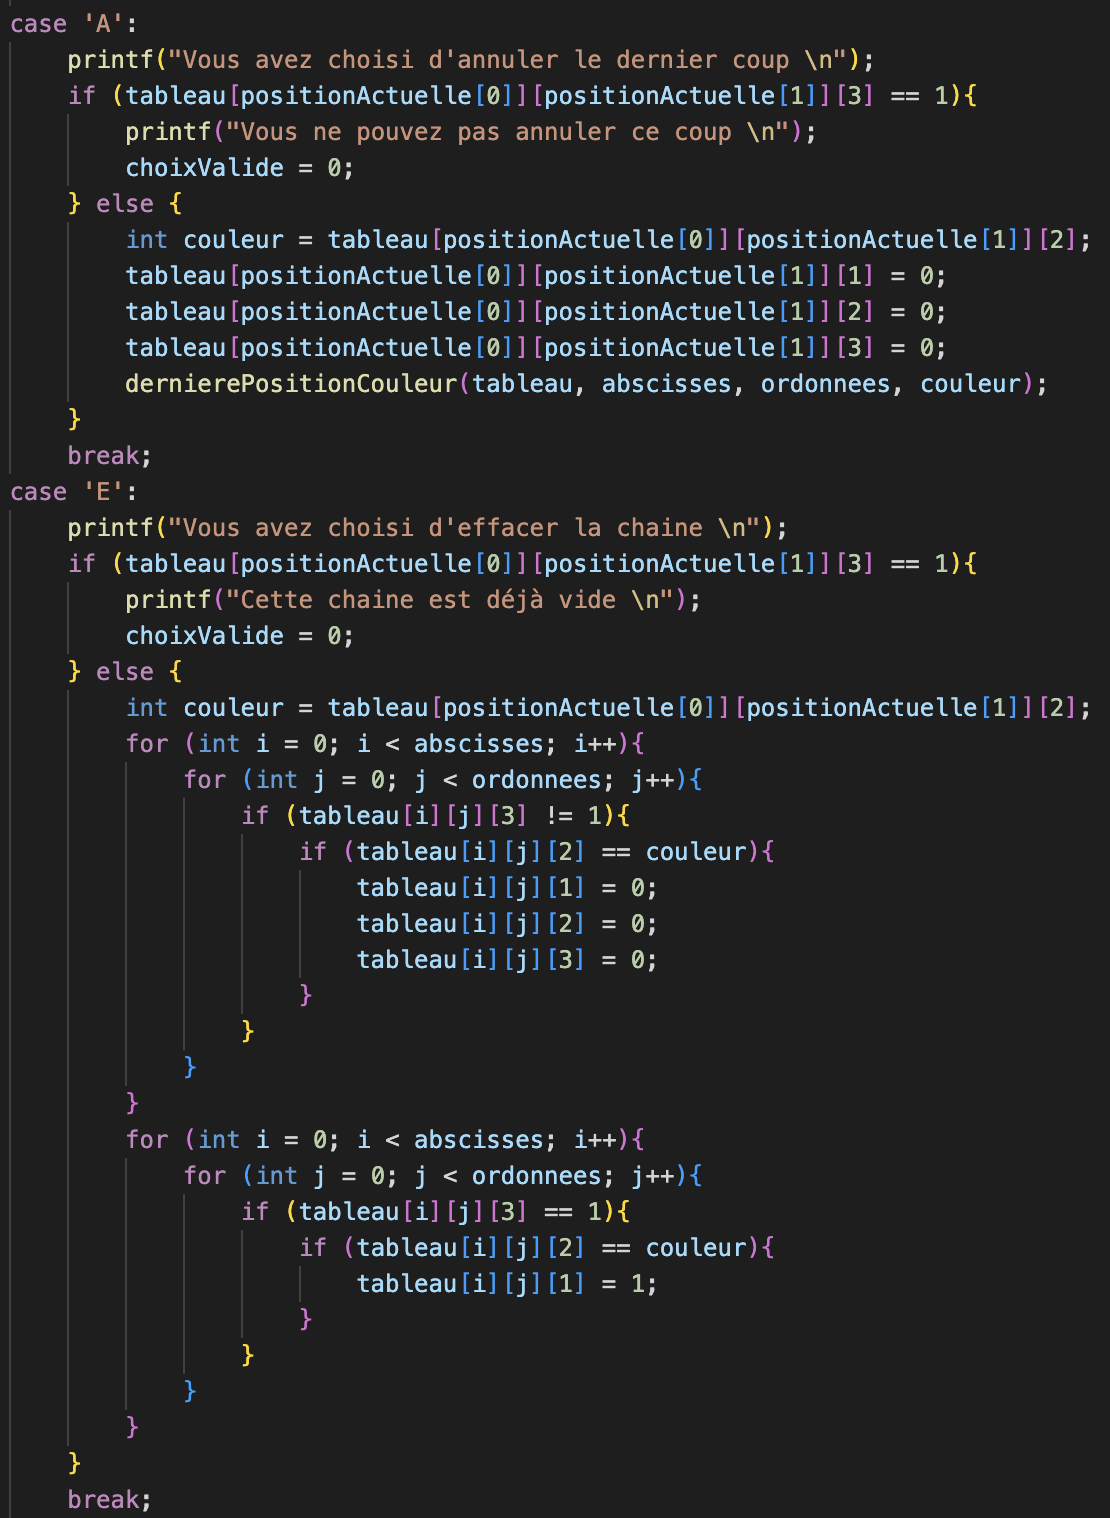 case 'A':
    printf("Vous avez choisi d'annuler le dernier coup \n");
    if (tableau[positionActuelle[0]][positionActuelle[1]][3] == 1){
        printf("Vous ne pouvez pas annuler ce coup \n");
        choixValide = 0;
    } else {
        int couleur = tableau[positionActuelle[0]][positionActuelle[1]][2];
        tableau[positionActuelle[0]][positionActuelle[1]][1] = 0;
        tableau[positionActuelle[0]][positionActuelle[1]][2] = 0;
        tableau[positionActuelle[0]][positionActuelle[1]][3] = 0;
        dernierePositionCouleur(tableau, abscisses, ordonnees, couleur);
    }
    break;
case 'E':
    printf("Vous avez choisi d'effacer la chaine \n");
    if (tableau[positionActuelle[0]][positionActuelle[1]][3] == 1){
        printf("Cette chaine est déjà vide \n");
        choixValide = 0;
    } else {
        int couleur = tableau[positionActuelle[0]][positionActuelle[1]][2];
        for (int i = 0; i < abscisses; i++){
            for (int j = 0; j < ordonnees; j++){
                if (tableau[i][j][3] != 1){
                    if (tableau[i][j][2] == couleur){
                        tableau[i][j][1] = 0;
                        tableau[i][j][2] = 0;
                        tableau[i][j][3] = 0;
                    }
                }
            }
        }
        for (int i = 0; i < abscisses; i++){
            for (int j = 0; j < ordonnees; j++){
                if (tableau[i][j][3] == 1){
                    if (tableau[i][j][2] == couleur){
                        tableau[i][j][1] = 1;
                    }
                }
            }
        }
    }
    break;